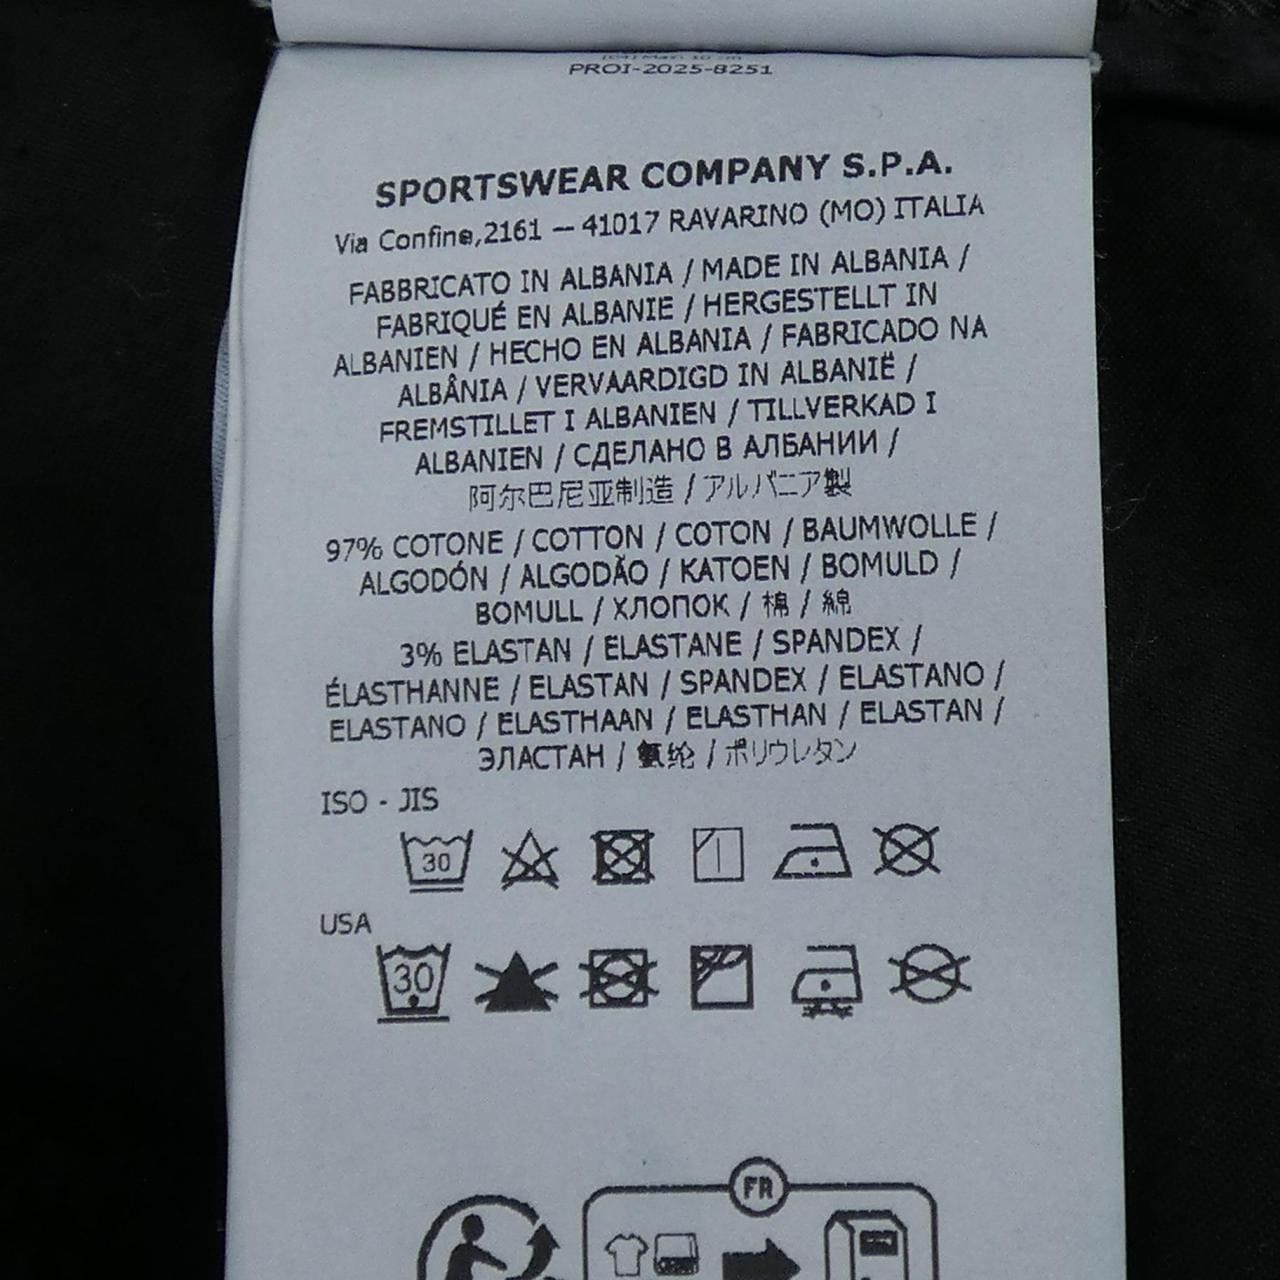 PROI-2025-8251
SPORTSWEAR COMPANY S.P.A.
Via Confine,2161 – 41017 RAVARINO (MO) ITALIA
FABBRICATO IN ALBANIA / MADE IN ALBANIA /
FABRIQUÉ EN ALBANIE / HERGESTELLT IN
ALBANIEN / HECHO EN ALBANIA / FABRICADO NA
ALBÂNIA / VERVAARDIGD IN ALBANIË /
FREMSTILLET I ALBANIEN / TILLVERKAD I
ALBANIEN / СДЕЛАНО В АЛБАНИИ /
阿尔巴尼亚制造 / アルバニア製
97% COTONE / COTTON / COTON / BAUMWOLLE /
ALGODÓN / ALGODÃO / KATOEN / BOMULD /
BOMULL / ХЛОПОК / 棉 / 綿
3% ELASTAN / ELASTANE / SPANDEX /
ÉLASTHANNE / ELASTAN / SPANDEX / ELASTANO /
ELASTANO / ELASTHAAN / ELASTHAN / ELASTAN /
ЭЛАСТАН / 氨纶 / ポリウレタン
ISO - JIS
30
USA
30
FR